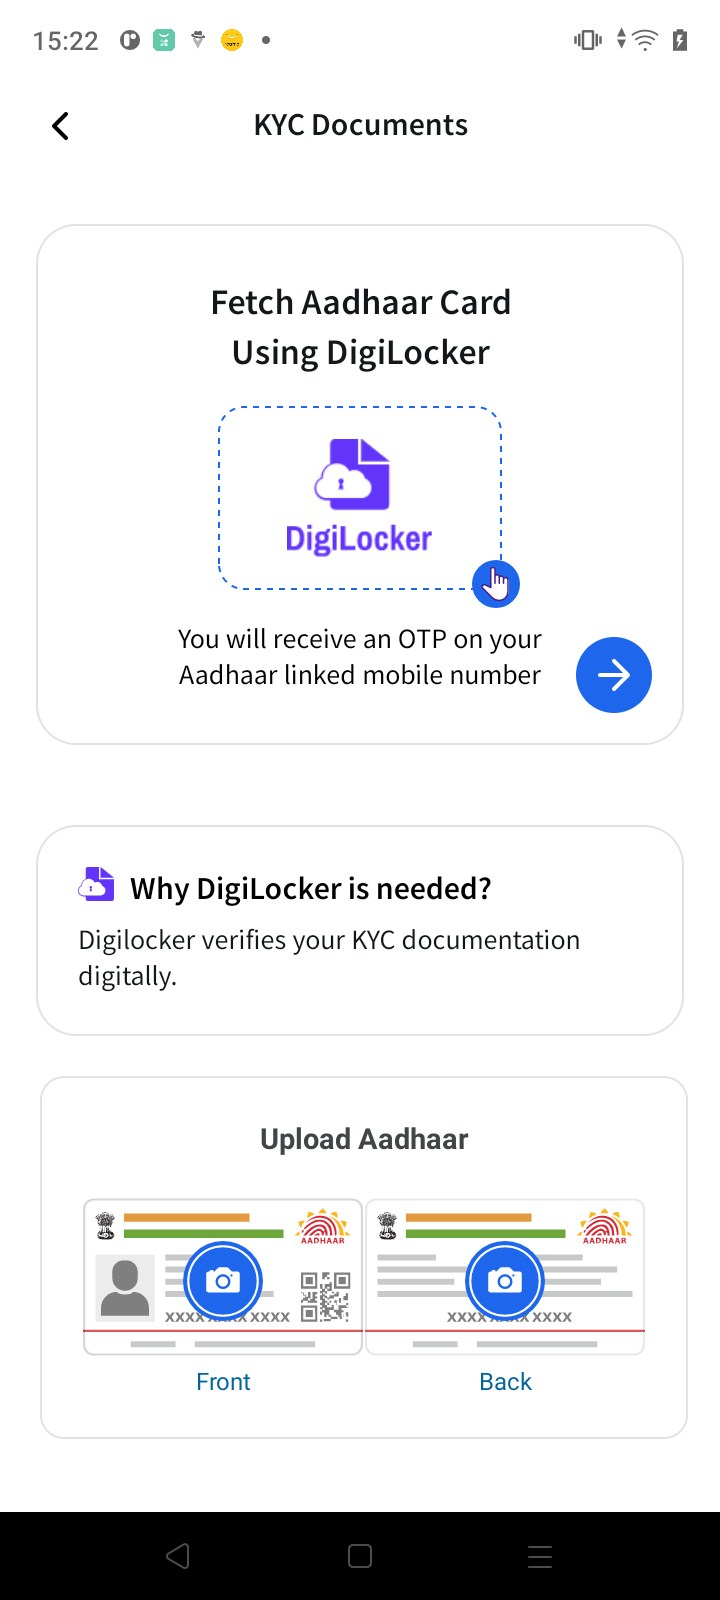 15:22
KYC Documents
Fetch Aadhaar Card
Using DigiLocker
DigiLocker
You will receive an OTP on your
Aadhaar linked mobile number
Why DigiLocker is needed?
Digilocker verifies your KYC documentation
digitally.
Upload Aadhaar
AADHAAR
AADHAAR
XXXX XXXX XXXX
XXXX XXXX XXXX
Front
Back